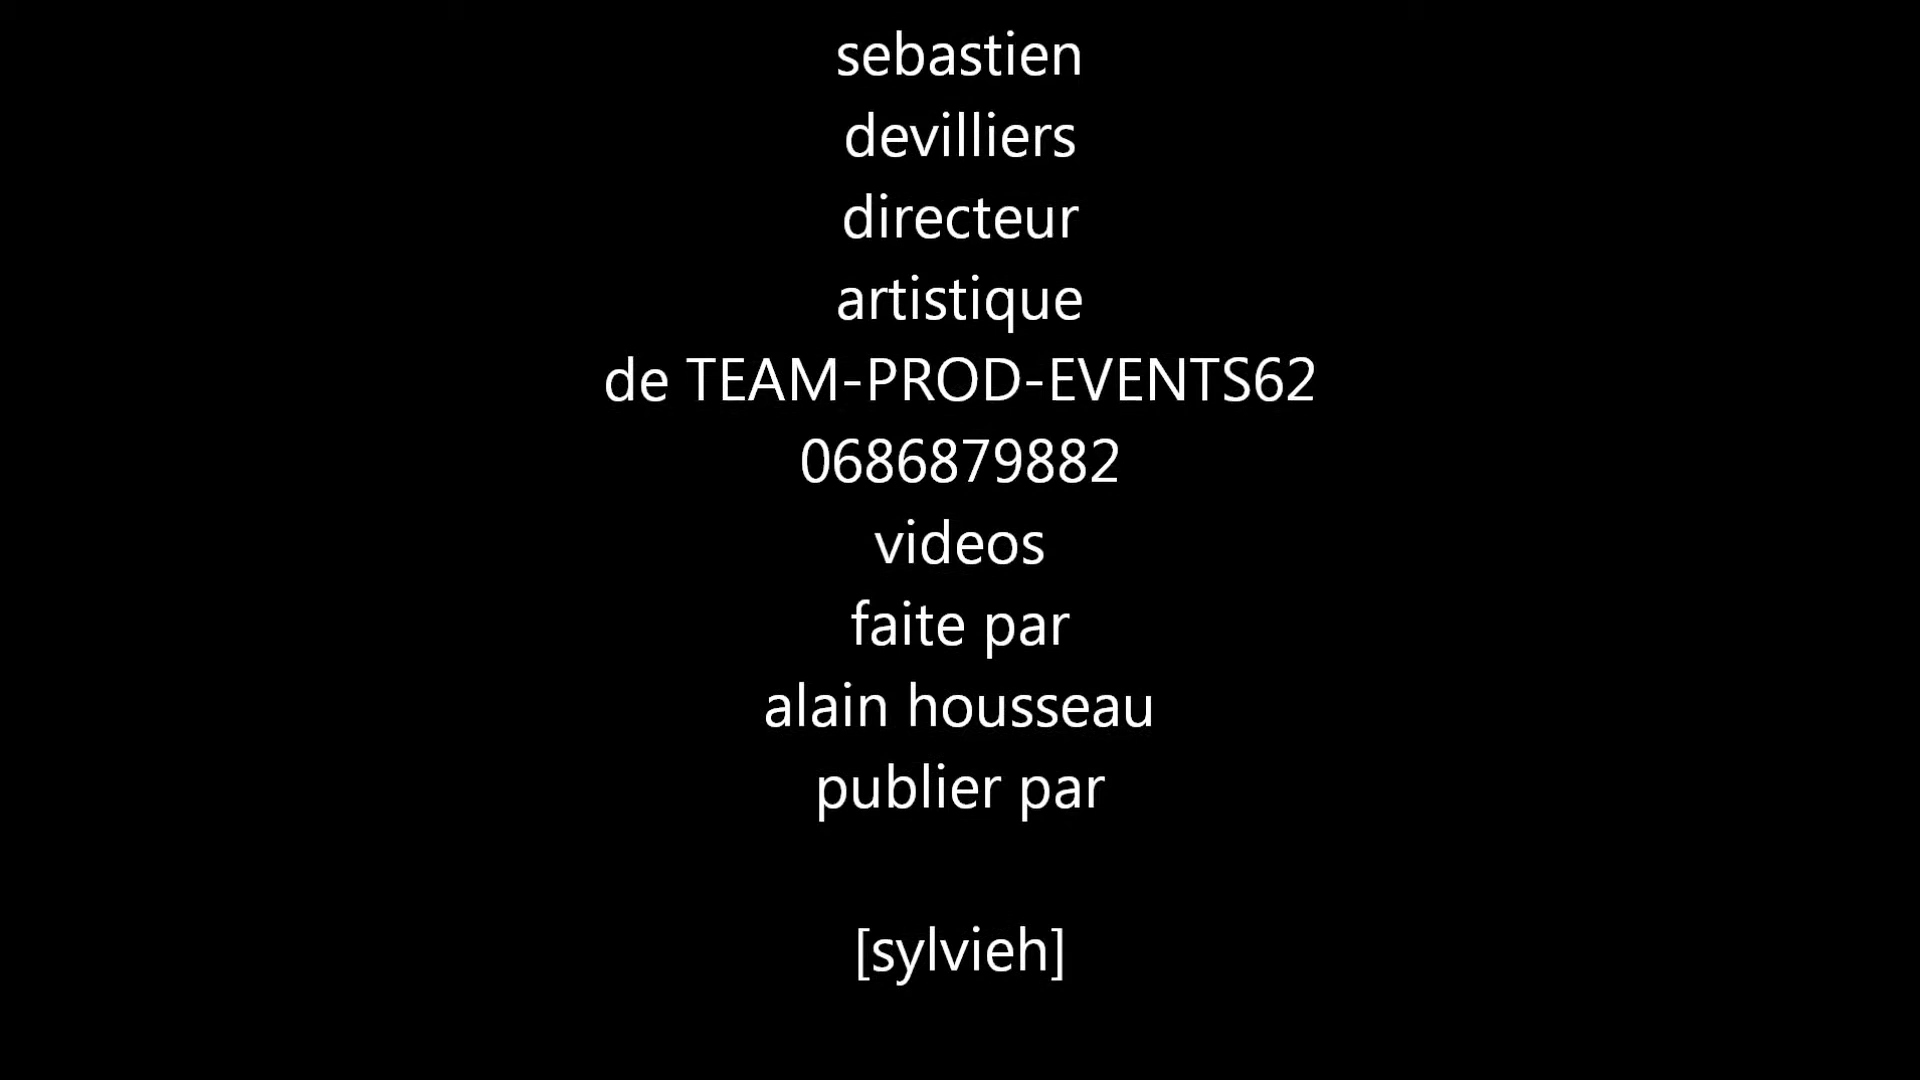 sebastien
devilliers
directeur
artistique
de TEAM-PROD-EVENTS62
0686879882
videos
faite par
alain housseau
publier par
[sylvieh]